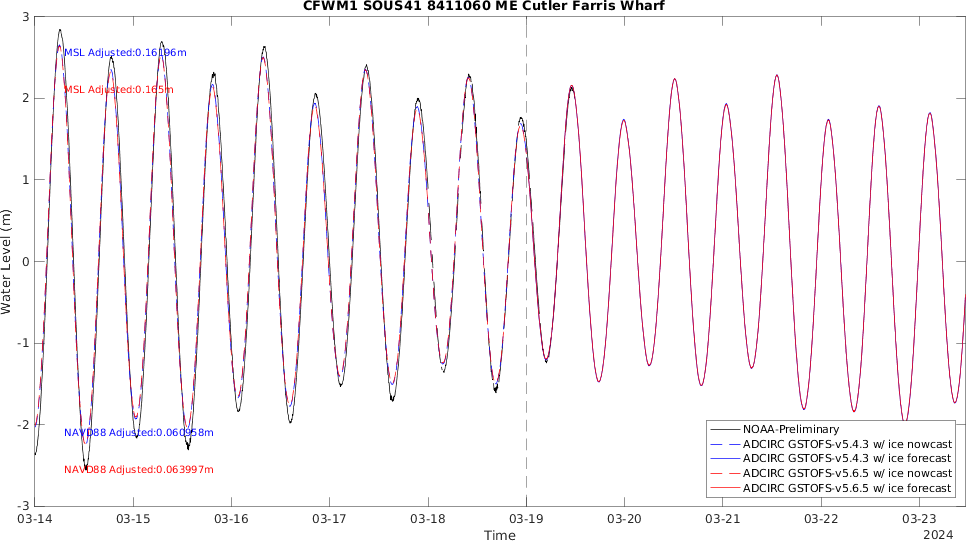 CFWM1 SOUS41 8411060 ME Cutler Farris Wharf
3
2
1
0
-1
-2
-3
Water Level (m)
MSL Adjusted:0.16196m
MSL Adjusted:0.165m
NAVD88 Adjusted:0.060958m
NAVD88 Adjusted:0.063997m
NOAA-Preliminary
ADCIRC GSTOFS-v5.4.3 w/ ice nowcast
ADCIRC GSTOFS-v5.4.3 w/ ice forecast
ADCIRC GSTOFS-v5.6.5 w/ ice nowcast
ADCIRC GSTOFS-v5.6.5 w/ ice forecast
03-14 03-15 03-16 03-17 03-18 03-19 03-20 03-21 03-22 03-23
Time
2024